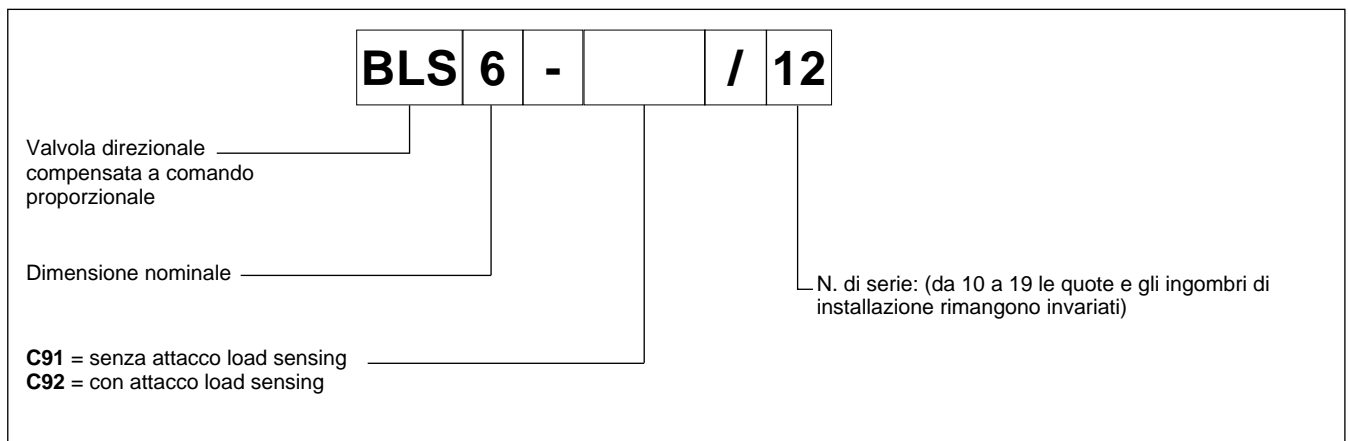 BLS 6 - / 12
Valvola direzionale
compensata a comando
proporzionale
Dimensione nominale
N. di serie: (da 10 a 19 le quote e gli ingombri di
installazione rimangono invariati)
C91 = senza attacco load sensing
C92 = con attacco load sensing